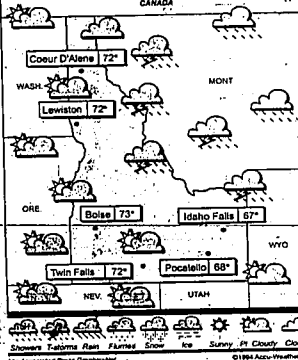 CANADA
Coeur D'Alene 72°
WASH.
MONT
Lewiston 72°
ORE.
Boise 73°
Idaho Falls 67°
WYO
Twin Falls 72°
Pocatello 68°
NEV.
UTAH
Showers T-storms Rain Flurries Snow Ice Sunny Pt Cloudy
©1994 Accu-Weath